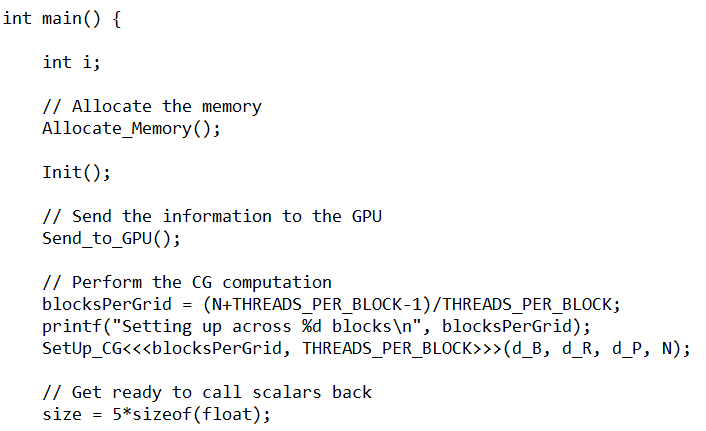 int main() {
int i;
// Allocate the memory
Allocate_Memory();
Init();
// Send the information to the GPU
Send_to_GPU();
// Perform the CG computation
blocksPerGrid = (N+THREADS_PER_BLOCK-1)/THREADS_PER_BLOCK;
printf("Setting up across %d blocks\n", blocksPerGrid);
SetUp_CG<<<blocksPerGrid, THREADS_PER_BLOCK>>>(d_B, d_R, d_P, N);
// Get ready to call scalars back
size = 5*sizeof(float);